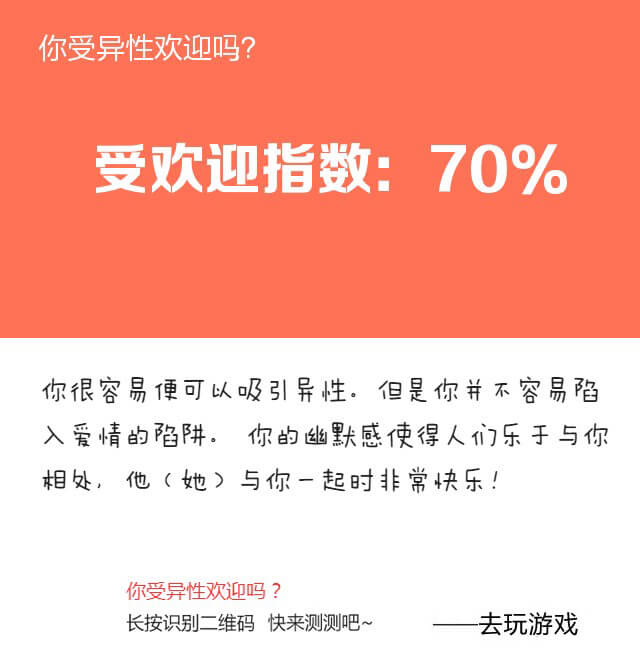 你受异性欢迎吗?
受欢迎指数：70%
你很容易便可以吸引异性。但是你并不容易陷
入爱情的陷阱。 你的幽默感使得人们乐于与你
相处, 他（她）与你一起时非常快乐!
你受异性欢迎吗？
长按识别二维码 快来测测吧~
——去玩游戏